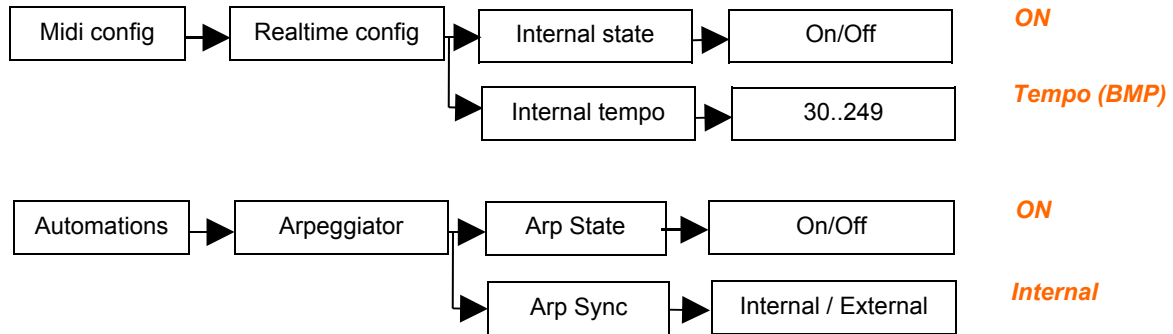 Midi config
Realtime config
Internal state
On/Off
ON
Internal tempo
30..249
Tempo (BMP)
Automations
Arpeggiator
Arp State
On/Off
ON
Arp Sync
Internal / External
Internal